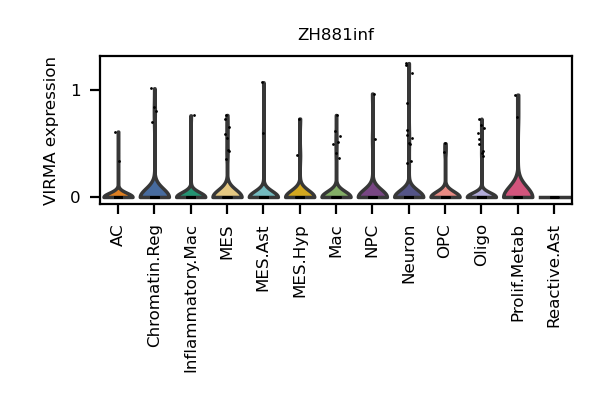 ZH881inf
VIRMA expression
1
0
AC
Chromatin.Reg
Inflammatory.Mac
MES
MES.Ast
MES.Hyp
Mac
NPC
Neuron
OPC
Oligo
Prolif.Metab
Reactive.Ast